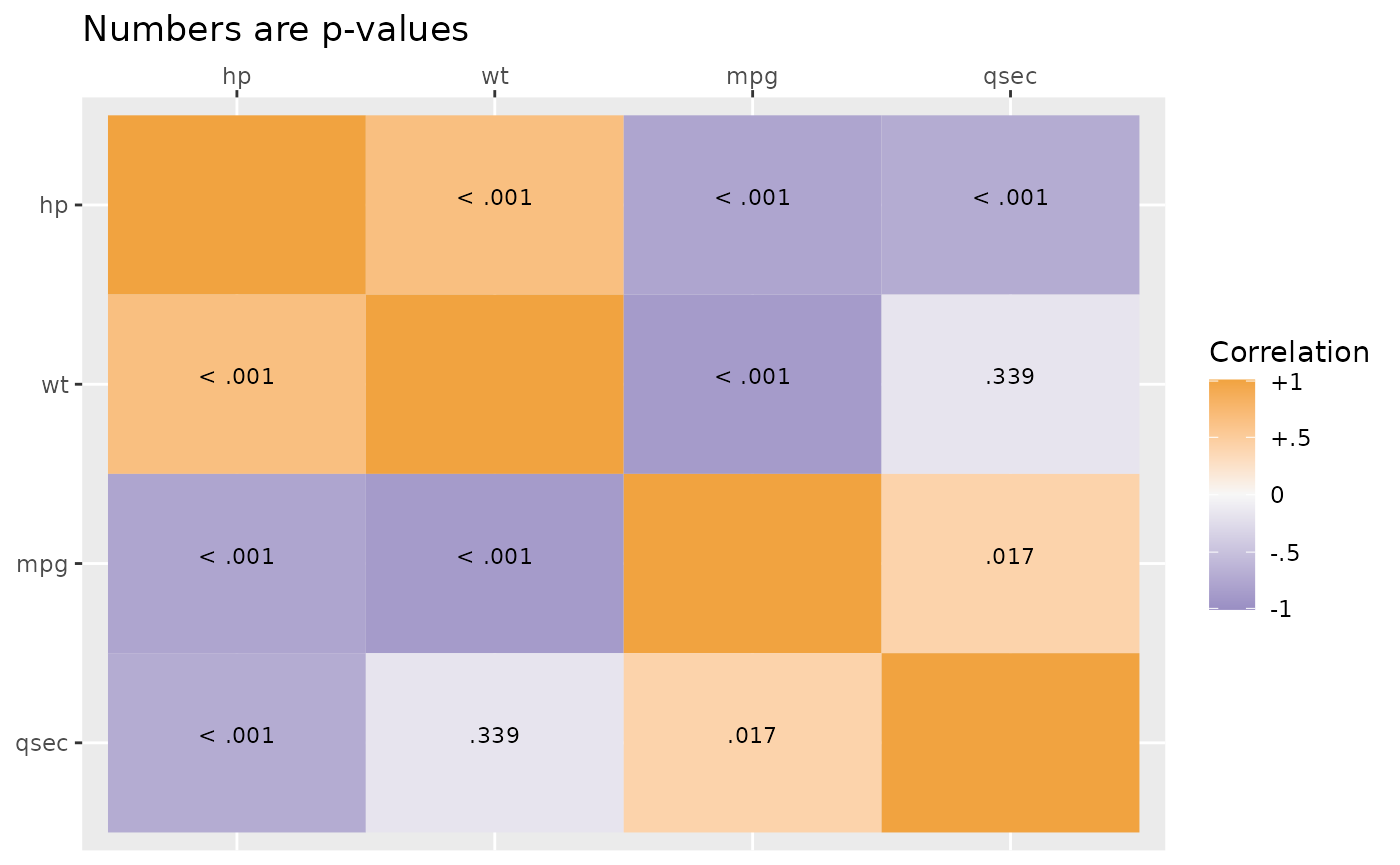 Numbers are p-values
hp wt mpg qsec
hp < .001 < .001 < .001
wt < .001 < .001 .339
mpg < .001 < .001 .017
qsec < .001 .339 .017
Correlation
+1
+.5
0
-.5
-1